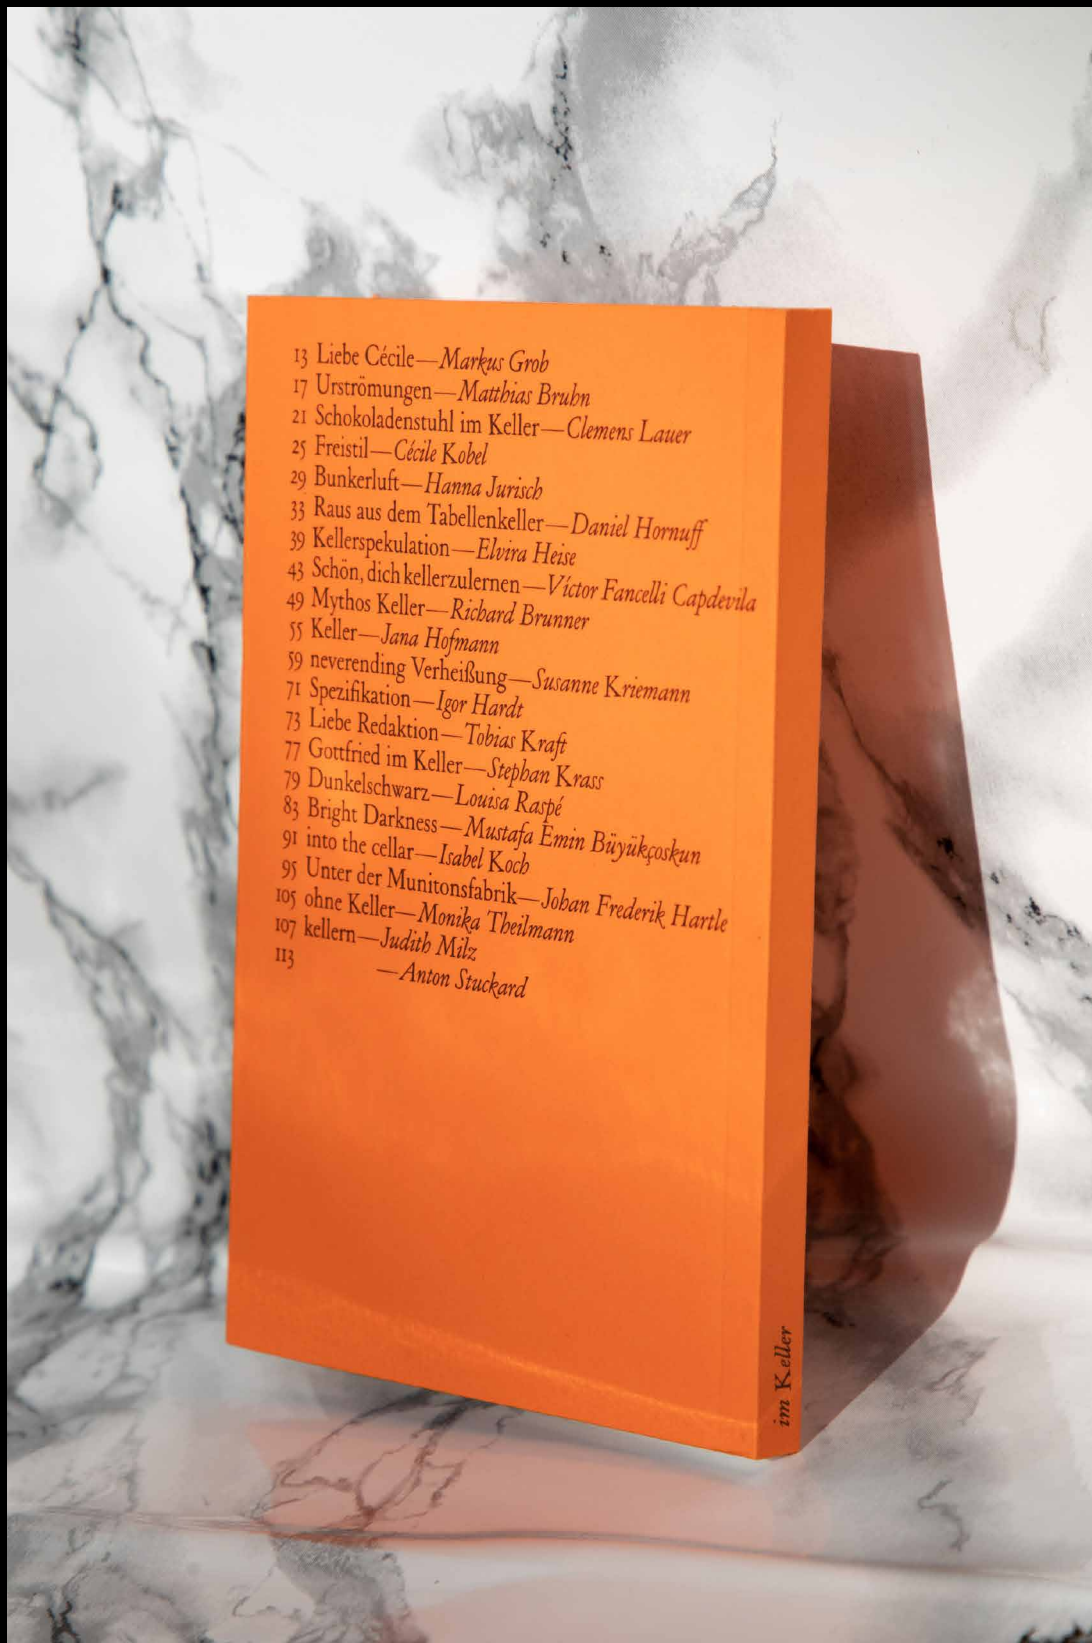 13 Liebe Cécile—Markus Grob
17 Urströmungen—Matthias Bruhn
21 Schokoladenstuhl im Keller—Clemens Lauer
25 Freistil—Cécile Kobel
29 Bunkerluft—Hanna Jurisch
33 Raus aus dem Tabellenkeller—Daniel Hornuff
39 Kellerspekulation—Elvira Heise
43 Schön, dich kellerzulernen—Víctor Fancelli Capdevila
49 Mythos Keller—Richard Brunner
55 Keller—Jana Hofmann
59 neverending Verheißung—Susanne Kriemann
71 Spezifikation—Igor Hardt
73 Liebe Redaktion—Tobias Kraft
77 Gottfried im Keller—Stephan Krass
79 Dunkelschwarz—Louisa Raspé
83 Bright Darkness—Mustafa Emin Büyükçoskun
91 into the cellar—Isabel Koch
95 Unter der Munitonsfabrik—Johan Frederik Hartle
105 ohne Keller—Monika Theilmann
107 kellern—Judith Milz
113 —Anton Stuckard
im Keller